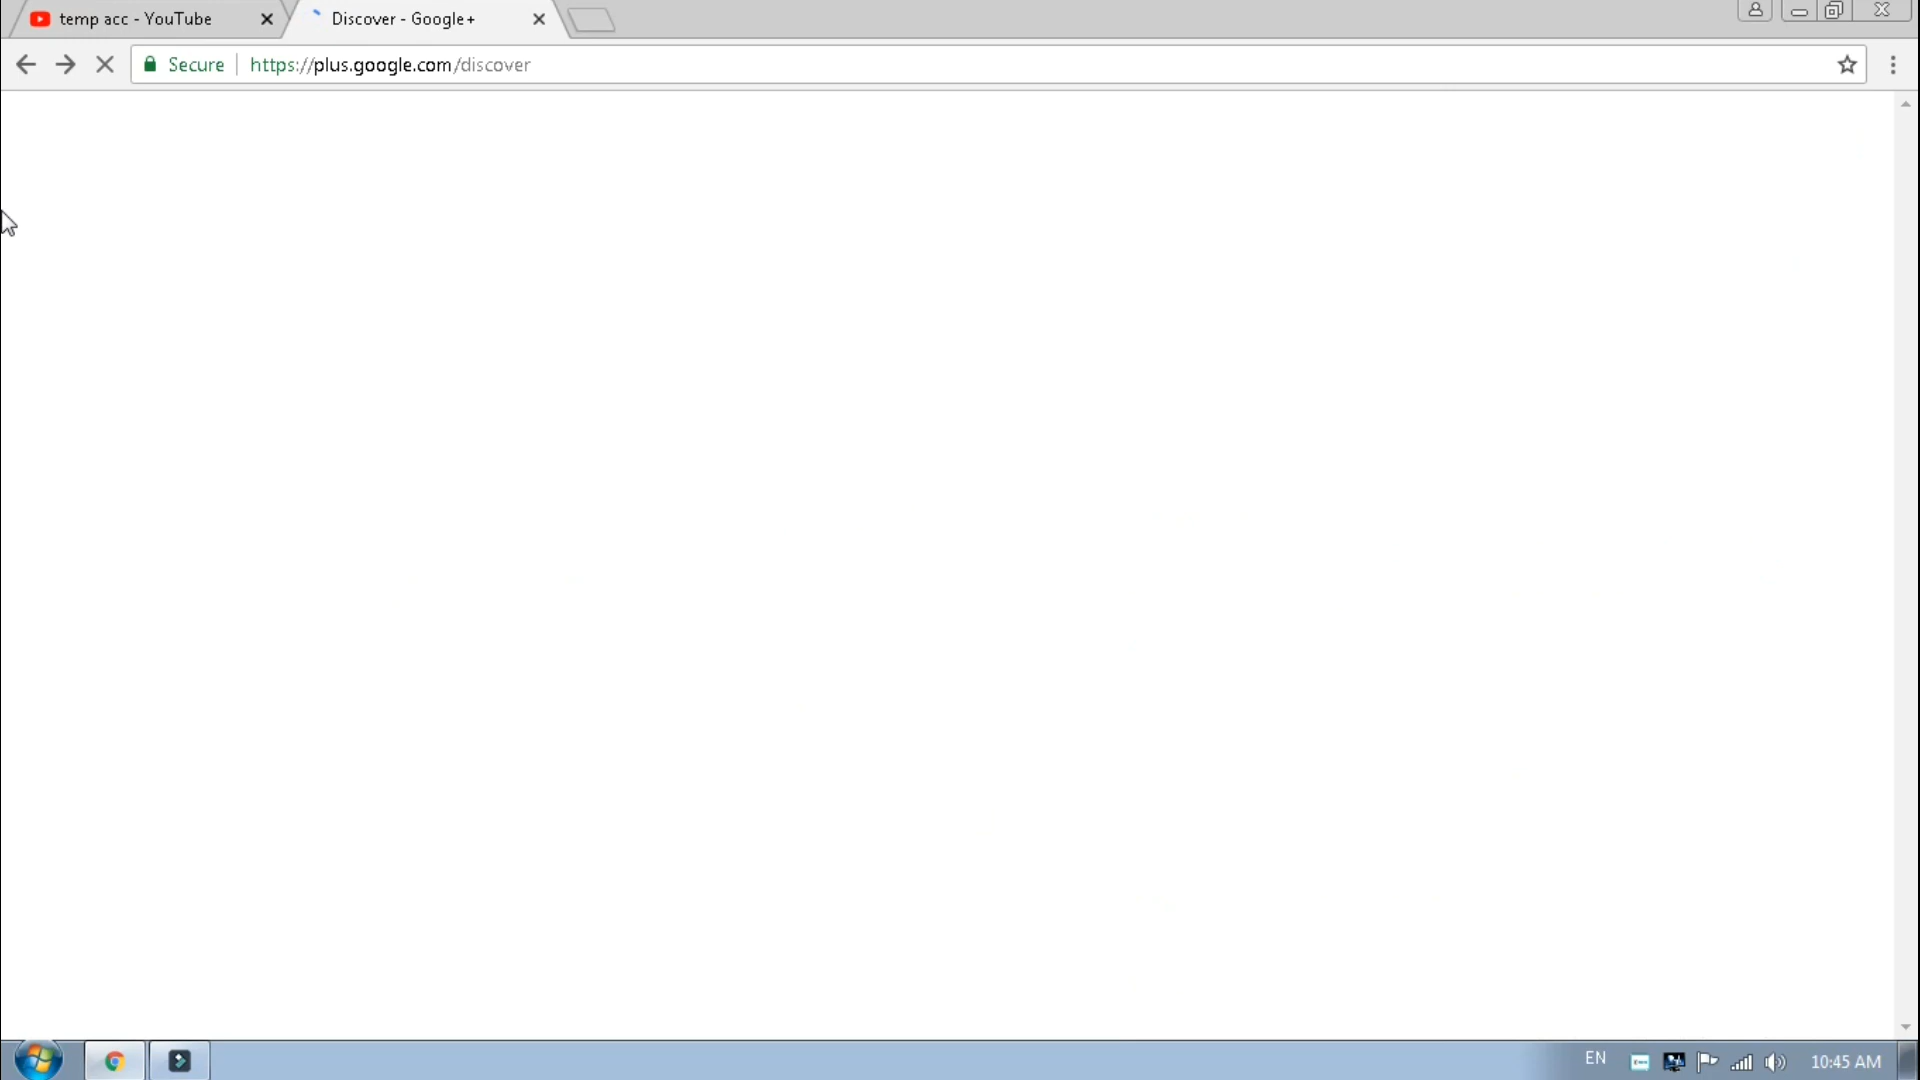 temp acc - YouTube
Discover - Google+
Secure
https://plus.google.com/discover
EN
10:45 AM